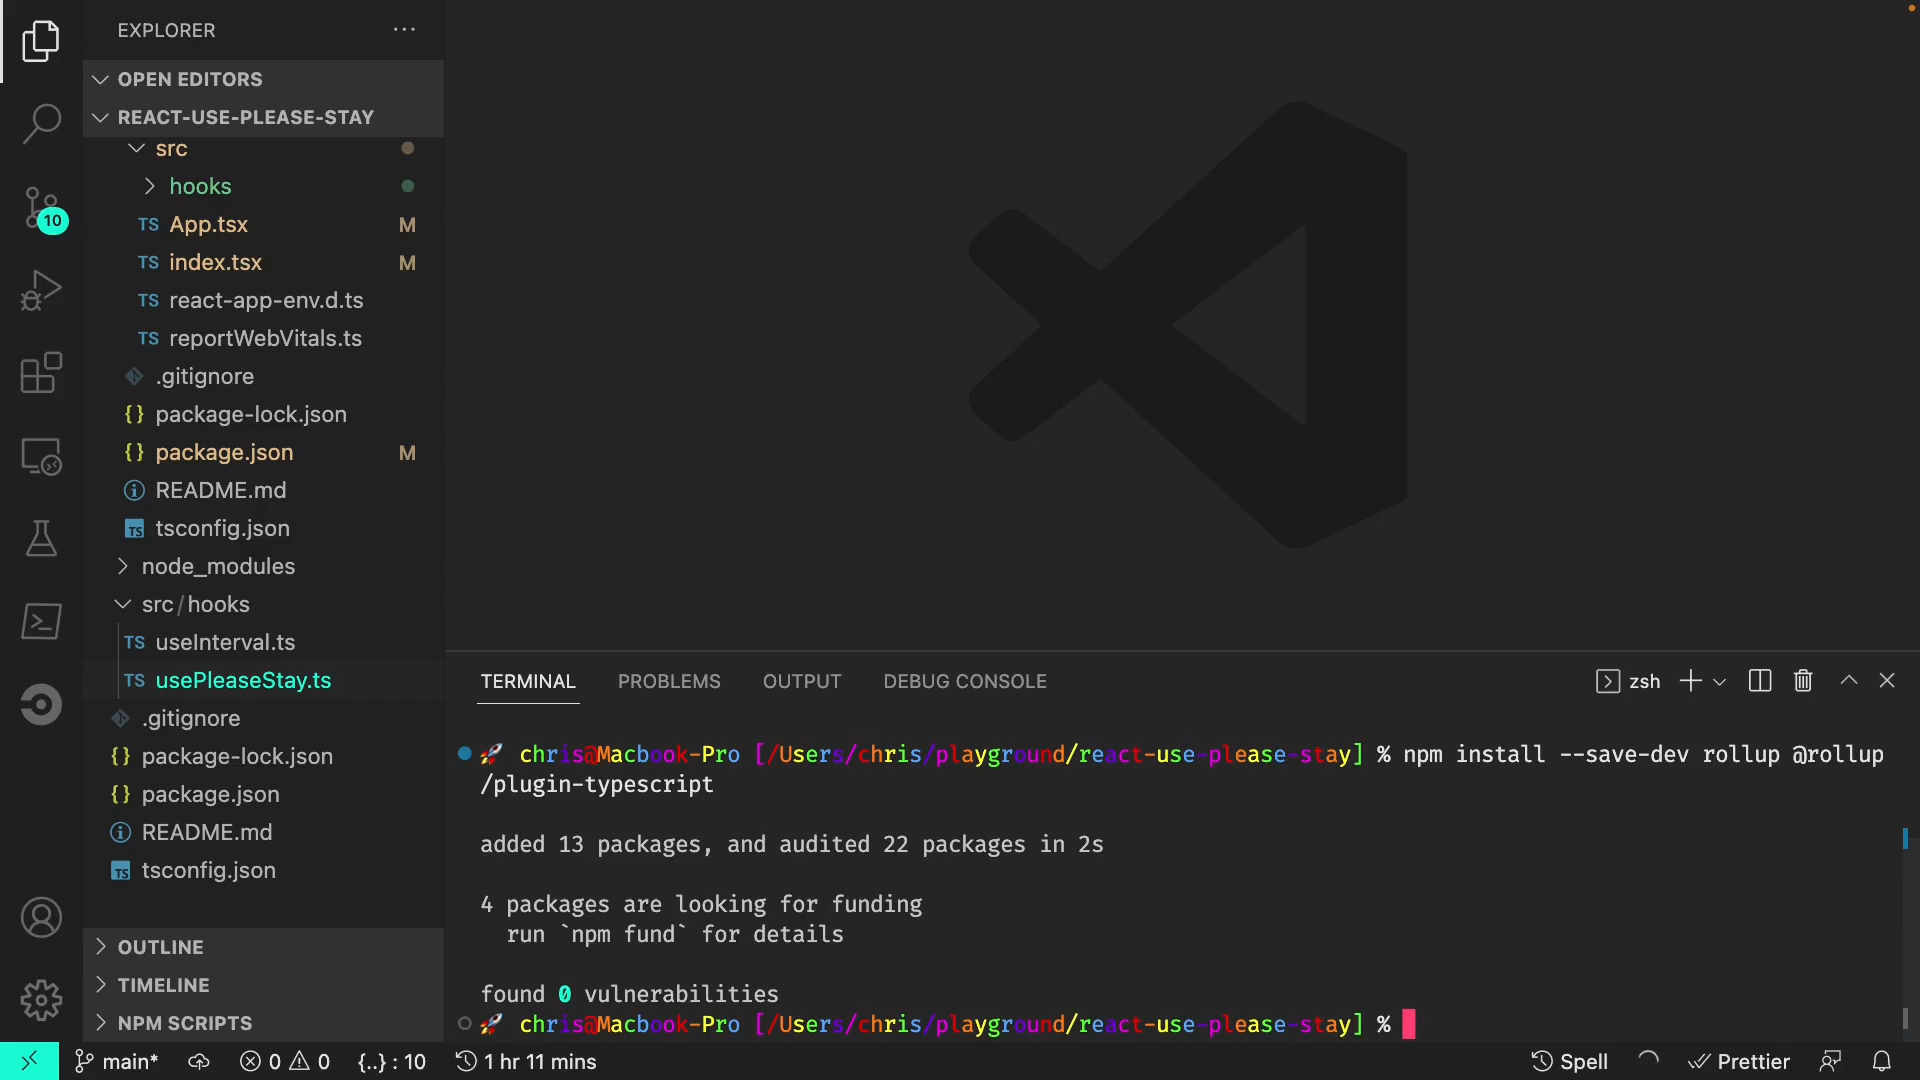 EXPLORER
OPEN EDITORS
REACT-USE-PLEASE-STAY
src
hooks
TS App.tsx M
TS index.tsx M
TS react-app-env.d.ts
TS reportWebVitals.ts
.gitignore
{} package-lock.json
{} package.json M
README.md
TS tsconfig.json
node_modules
src/hooks
TS useInterval.ts
TS usePleaseStay.ts
.gitignore
{} package-lock.json
{} package.json
README.md
TS tsconfig.json
OUTLINE
TIMELINE
NPM SCRIPTS
10
TERMINAL PROBLEMS OUTPUT DEBUG CONSOLE
zsh
🚀 chris@Macbook-Pro [/Users/chris/playground/react-use-please-stay] % npm install --save-dev rollup @rollup
/plugin-typescript
added 13 packages, and audited 22 packages in 2s
4 packages are looking for funding
run `npm fund` for details
found 0 vulnerabilities
🚀 chris@Macbook-Pro [/Users/chris/playground/react-use-please-stay] %
main* 0 0 {..} : 10 1 hr 11 mins Spell Prettier